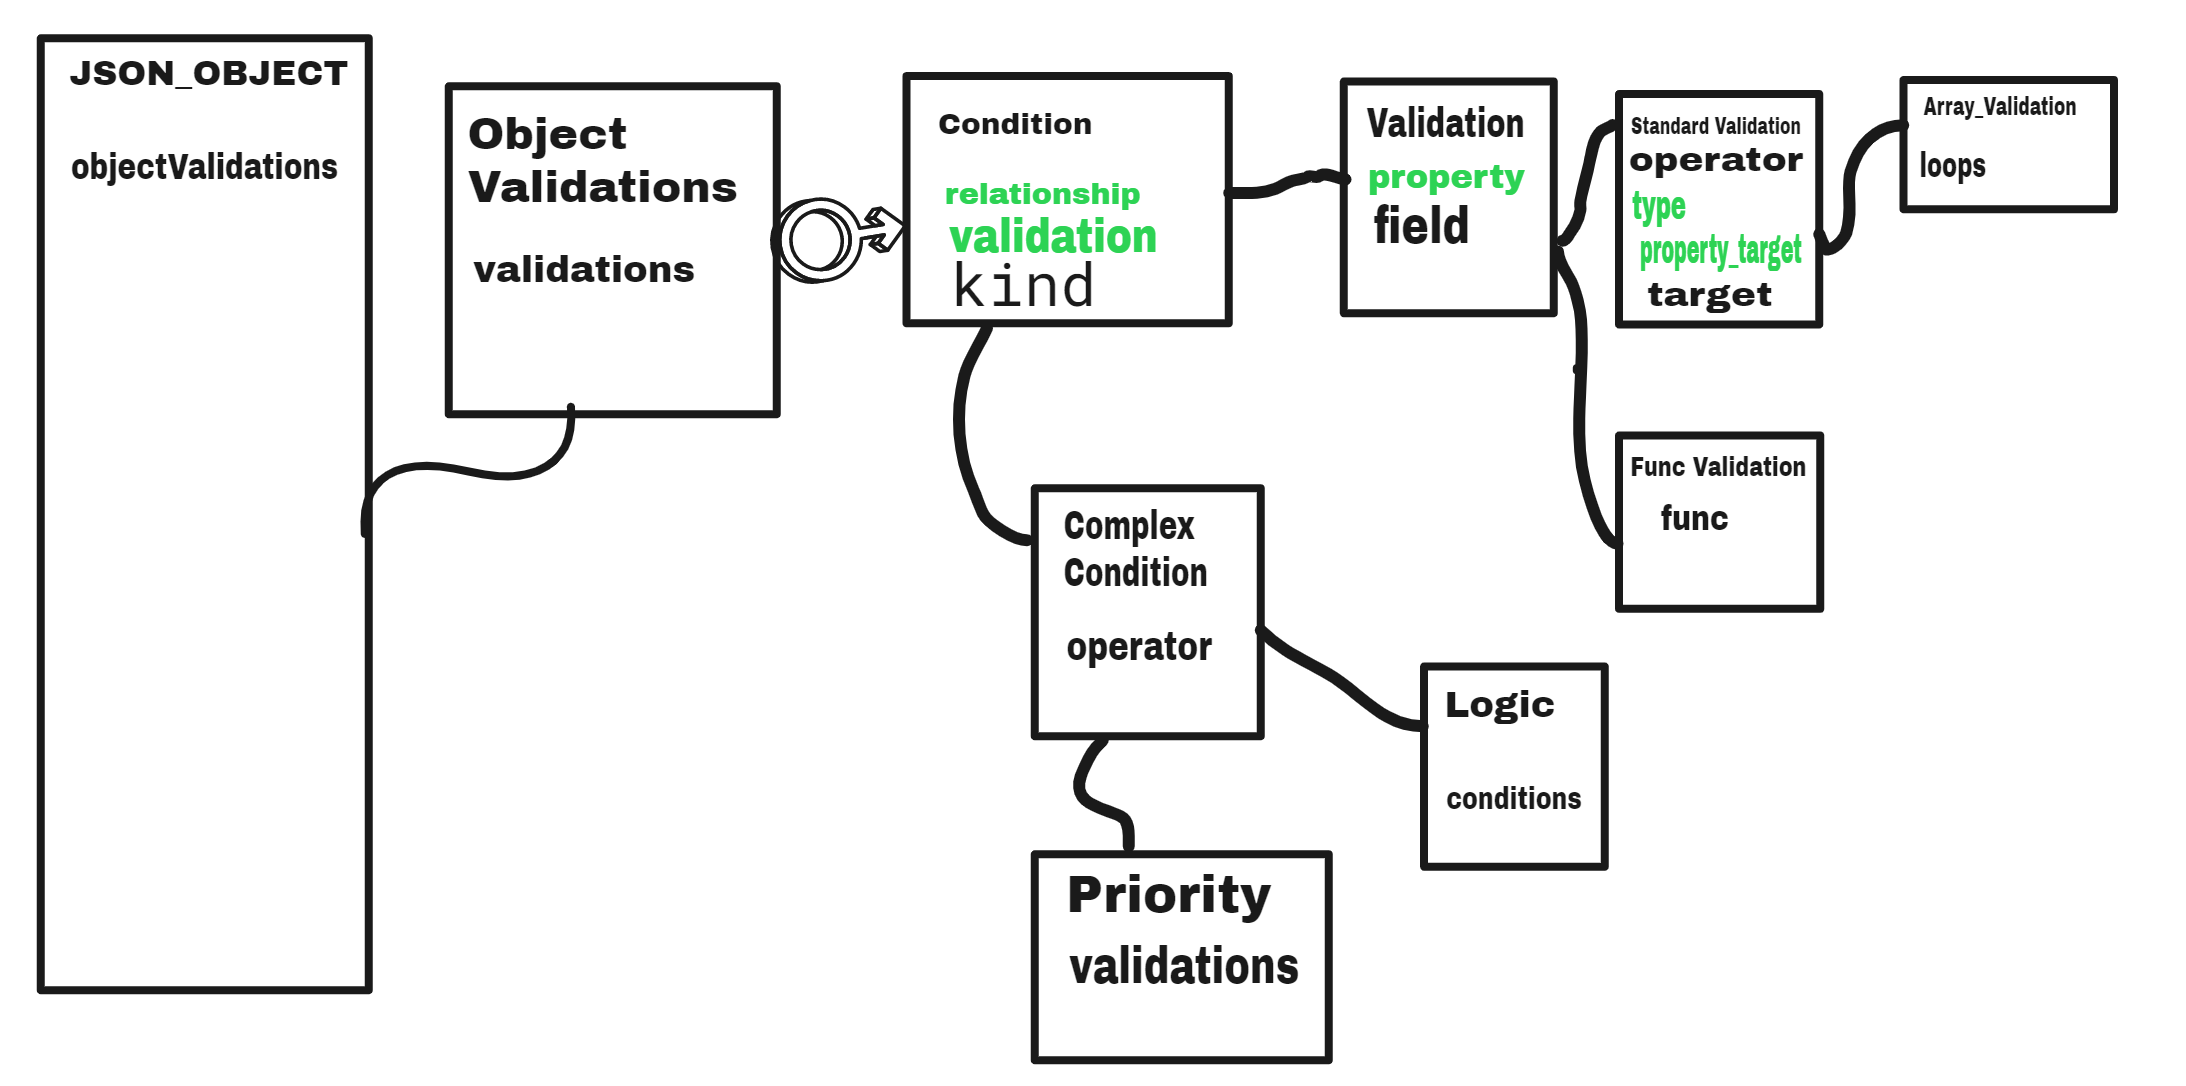 JSON_OBJECT
objectValidations
Object
Validations
validations
Condition
relationship
validation
kind
Validation
property
field
Standard Validation
operator
type
property_target
target
Array_Validation
loops
Func Validation
func
Complex
Condition
operator
Logic
conditions
Priority
validations